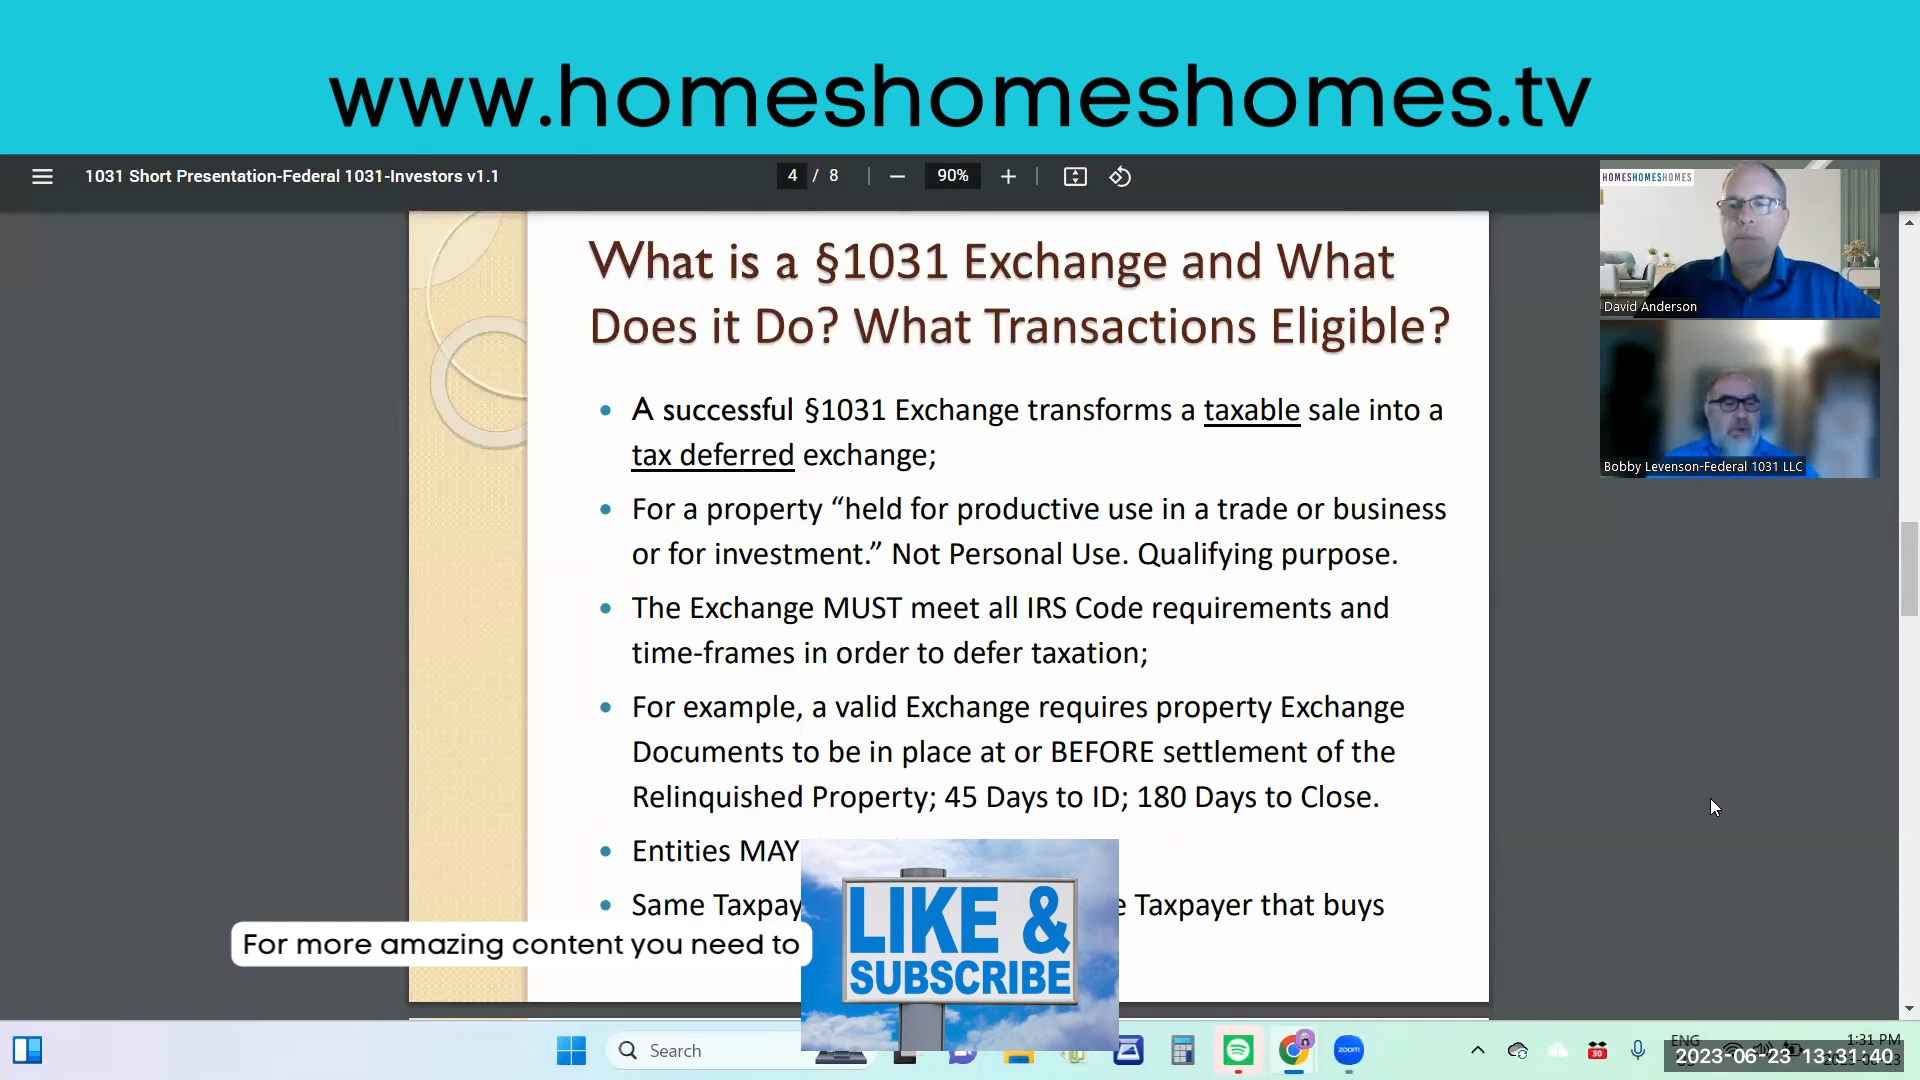 www.homeshomeshomes.tv
1031 Short Presentation-Federal 1031-Investors v1.1
4 / 8
90%
HOMESHOMESHOMES
David Anderson
Bobby Levenson-Federal 1031 LLC
What is a §1031 Exchange and What
Does it Do? What Transactions Eligible?
• A successful §1031 Exchange transforms a taxable sale into a
tax deferred exchange;
• For a property “held for productive use in a trade or business
or for investment.” Not Personal Use. Qualifying purpose.
• The Exchange MUST meet all IRS Code requirements and
time-frames in order to defer taxation;
• For example, a valid Exchange requires property Exchange
Documents to be in place at or BEFORE settlement of the
Relinquished Property; 45 Days to ID; 180 Days to Close.
• Entities MAY
• Same Taxpayer that buys
For more amazing content you need to
LIKE &
SUBSCRIBE
Search
zoom
30
ENG
1:31 PM
2023-06-23 13:31:40